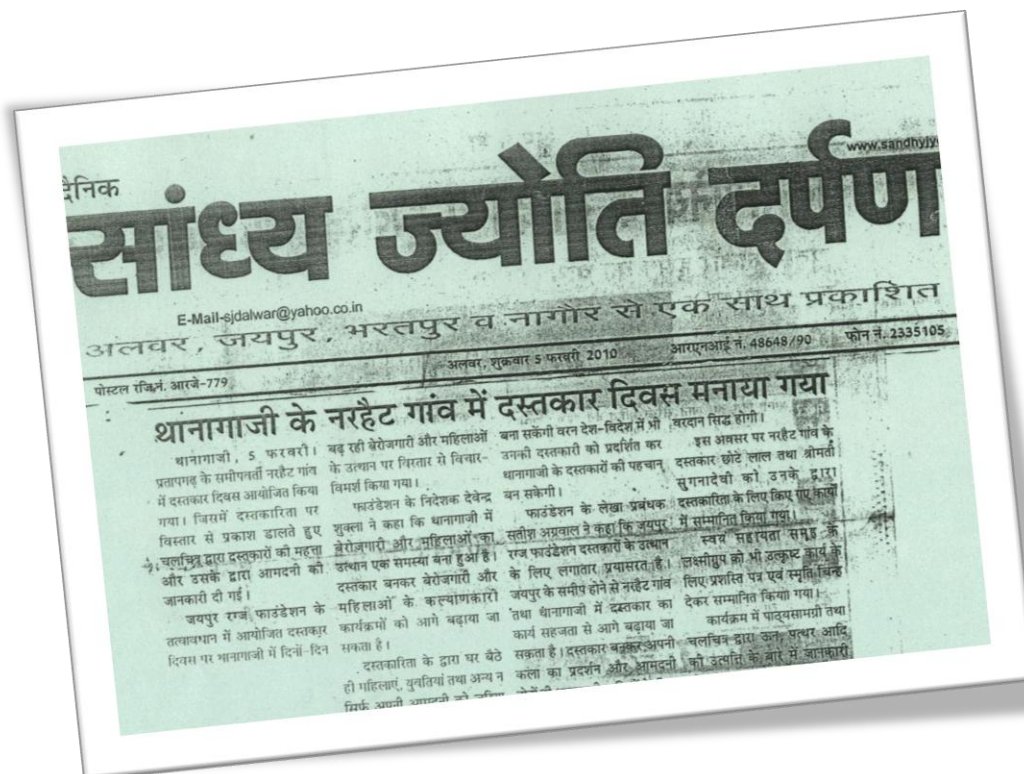 दैनिक
www.sandhyjy
सांध्य ज्योति दर्पण
E-Mail-sjdalwar@yahoo.co.in
अलवर, जयपुर, भरतपुर व नागौर से एक साथ प्रकाशित
पोस्टल रजि.नं. आरजे-779
अलवर, शुक्रवार 5 फरवरी 2010
आरएनआई नं. 48648/90
फोन नं. 2335105
थानागाजी के नरहैट गांव में दस्तकार दिवस मनाया गया
थानागाजी, 5 फरवरी।
प्रतापगढ़ के समीपवर्ती नरहैट गांव
में दस्तकार दिवस आयोजित किया
गया। जिसमें दस्तकारिता पर
विस्तार से प्रकाश डालते हुए
चलचित्र द्वारा दस्तकारों की महत्ता
और उसके द्वारा आमदनी की
जानकारी दी गई।
जयपुर रग्ज फाउंडेशन के
तत्वावधान में आयोजित दस्तकार
दिवस पर थानागाजी में दिनों-दिन
बढ़ रही बेरोजगारी और महिलाओं
के उत्थान पर विस्तार से विचार-
विमर्श किया गया।
फाउंडेशन के निदेशक देवेन्द्र
शुक्ला ने कहा कि थानागाजी में
बेरोजगारी और महिलाओं का
उत्थान एक समस्या बना हुआ है।
दस्तकार बनकर बेरोजगारी और
महिलाओं के कल्याणकारी
कार्यक्रमों को आगे बढ़ाया जा
सकता है।
दस्तकारिता के द्वारा घर बैठे
ही महिलाएं, युवतियां तथा अन्य न
सिर्फ अपनी आमदनी को
बना सकेंगी वरन देश-विदेश में भी
उनकी दस्तकारी को प्रदर्शित कर
थानागाजी के दस्तकारों की पहचान
बन सकेगी।
फाउंडेशन के लेखा प्रबंधक
सतीश अग्रवाल ने कहा कि जयपुर
रग्ज फाउंडेशन दस्तकारों के उत्थान
के लिए लगातार प्रयासरत है।
जयपुर के समीप होने से नरहैट गांव
तथा थानागाजी में दस्तकार का
कार्य सहजता से आगे बढ़ाया जा
सकता है। दस्तकार बनकर अपनी
कला का प्रदर्शन और आमदनी
वरदान सिद्ध होगी।
इस अवसर पर नरहैट गांव के
दस्तकार छोटे लाल तथा श्रीमती
सुगनादेवी को उनके द्वारा
दस्तकारिता के लिए किए गए कार्यों
में सम्मानित किया गया।
स्वयं सहायता समूह के
लक्ष्मीग्रुप को भी उत्कृष्ट कार्य के
लिए प्रशस्ति पत्र एवं स्मृति चिन्ह
देकर सम्मानित किया गया।
कार्यक्रम में पाठ्यसामग्री तथा
चलचित्र द्वारा ऊन, पत्थर आदि
की उत्पत्ति के बारे में जानकारी